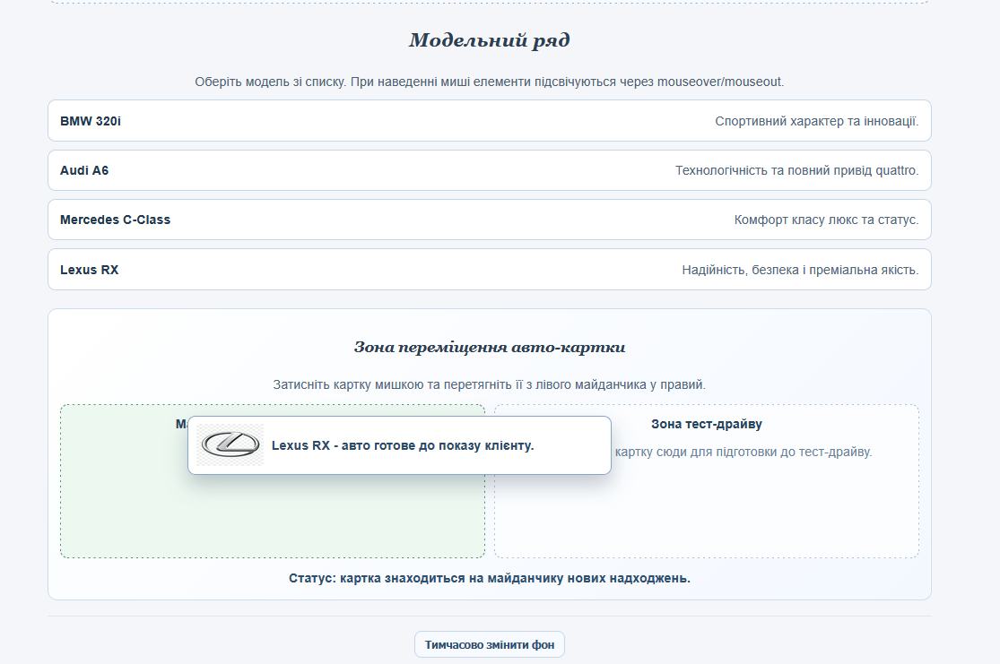 Модельний ряд
Оберіть модель зі списку. При наведенні миші елементи підсвічуються через mouseover/mouseout.
BMW 320i
Спортивний характер та інновації.
Audi A6
Технологічність та повний привід quattro.
Mercedes C-Class
Комфорт класу люкс та статус.
Lexus RX
Надійність, безпека і преміальна якість.
Зона переміщення авто-картки
Затисніть картку мишкою та перетягніть її з лівого майданчика у правий.
Зона тест-драйву
Lexus RX - авто готове до показу клієнту.
картку сюди для підготовки до тест-драйву.
Статус: картка знаходиться на майданчику нових надходжень.
Тимчасово змінити фон